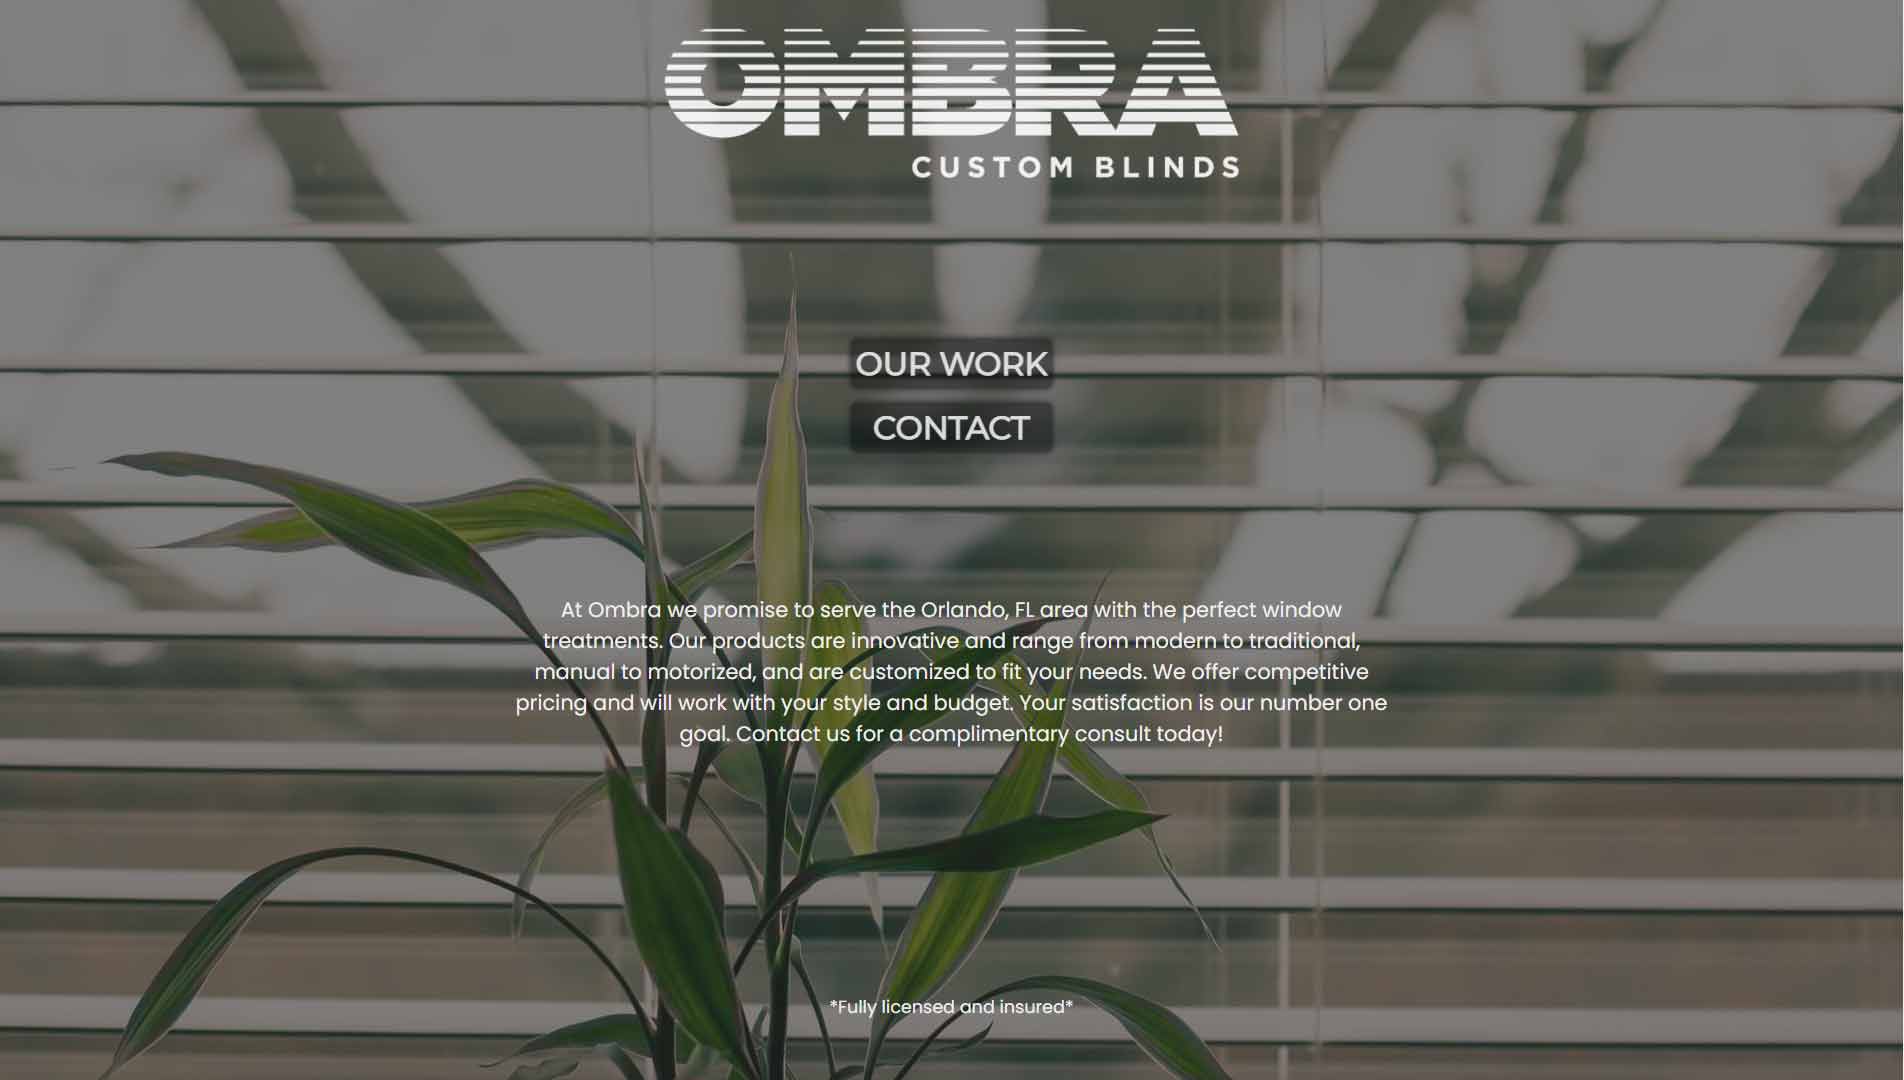 OMBRA
CUSTOM BLINDS
OUR WORK
CONTACT
At Ombra we promise to serve the Orlando, FL area with the perfect window
treatments. Our products are innovative and range from modern to traditional,
manual to motorized, and are customized to fit your needs. We offer competitive
pricing and will work with your style and budget. Your satisfaction is our number one
goal. Contact us for a complimentary consult today!
*Fully licensed and insured*